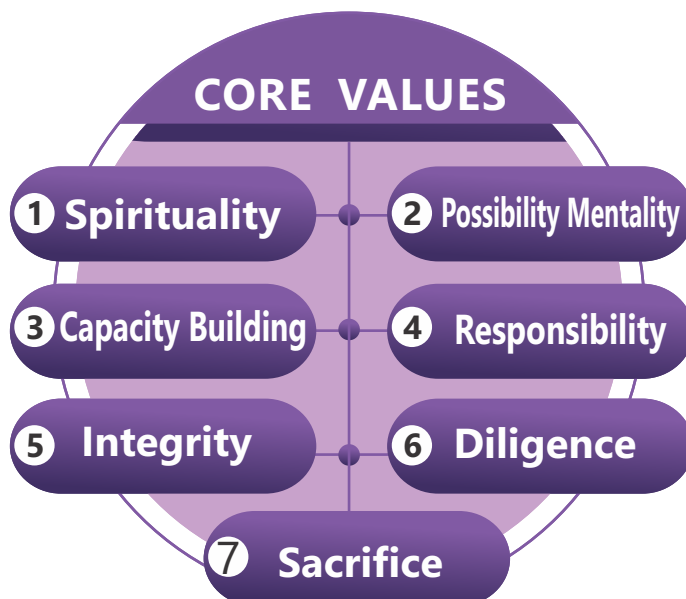 CORE VALUES
1 Spirituality
2 Possibility Mentality
3 Capacity Building
4 Responsibility
5 Integrity
6 Diligence
7 Sacrifice